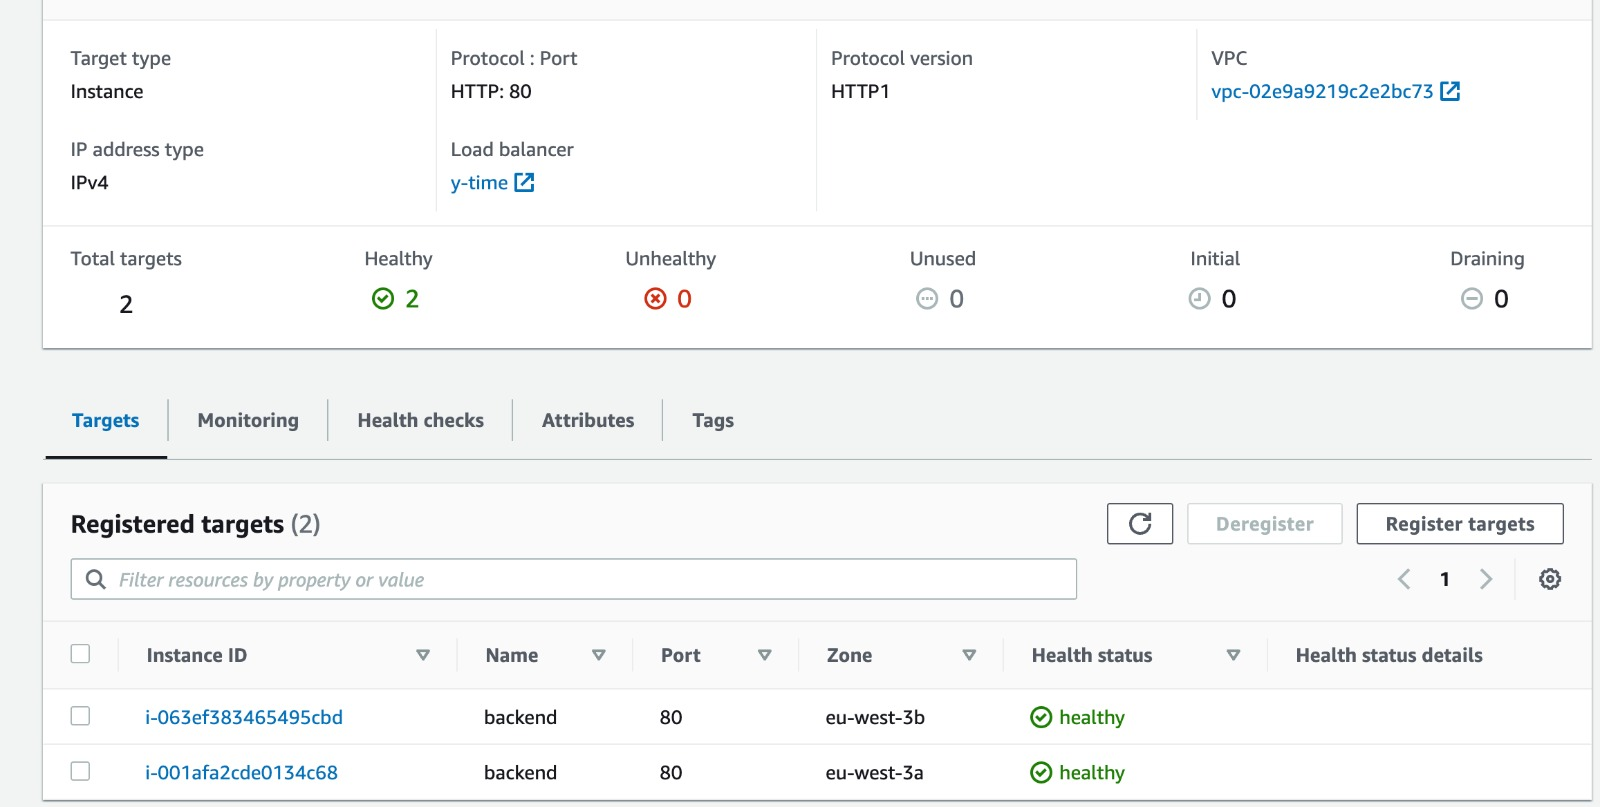 Target type
Protocol : Port
Protocol version
VPC
Instance
HTTP: 80
HTTP1
vpc-02e9a9219c2e2bc73
IP address type
Load balancer
IPv4
y-time
Total targets
Healthy
Unhealthy
Unused
Initial
Draining
2
2
0
0
0
0
Targets
Monitoring
Health checks
Attributes
Tags
Registered targets (2)
Deregister
Register targets
Filter resources by property or value
1
Instance ID
Name
Port
Zone
Health status
Health status details
i-063ef383465495cbd
backend
80
eu-west-3b
healthy
i-001afa2cde0134c68
backend
80
eu-west-3a
healthy